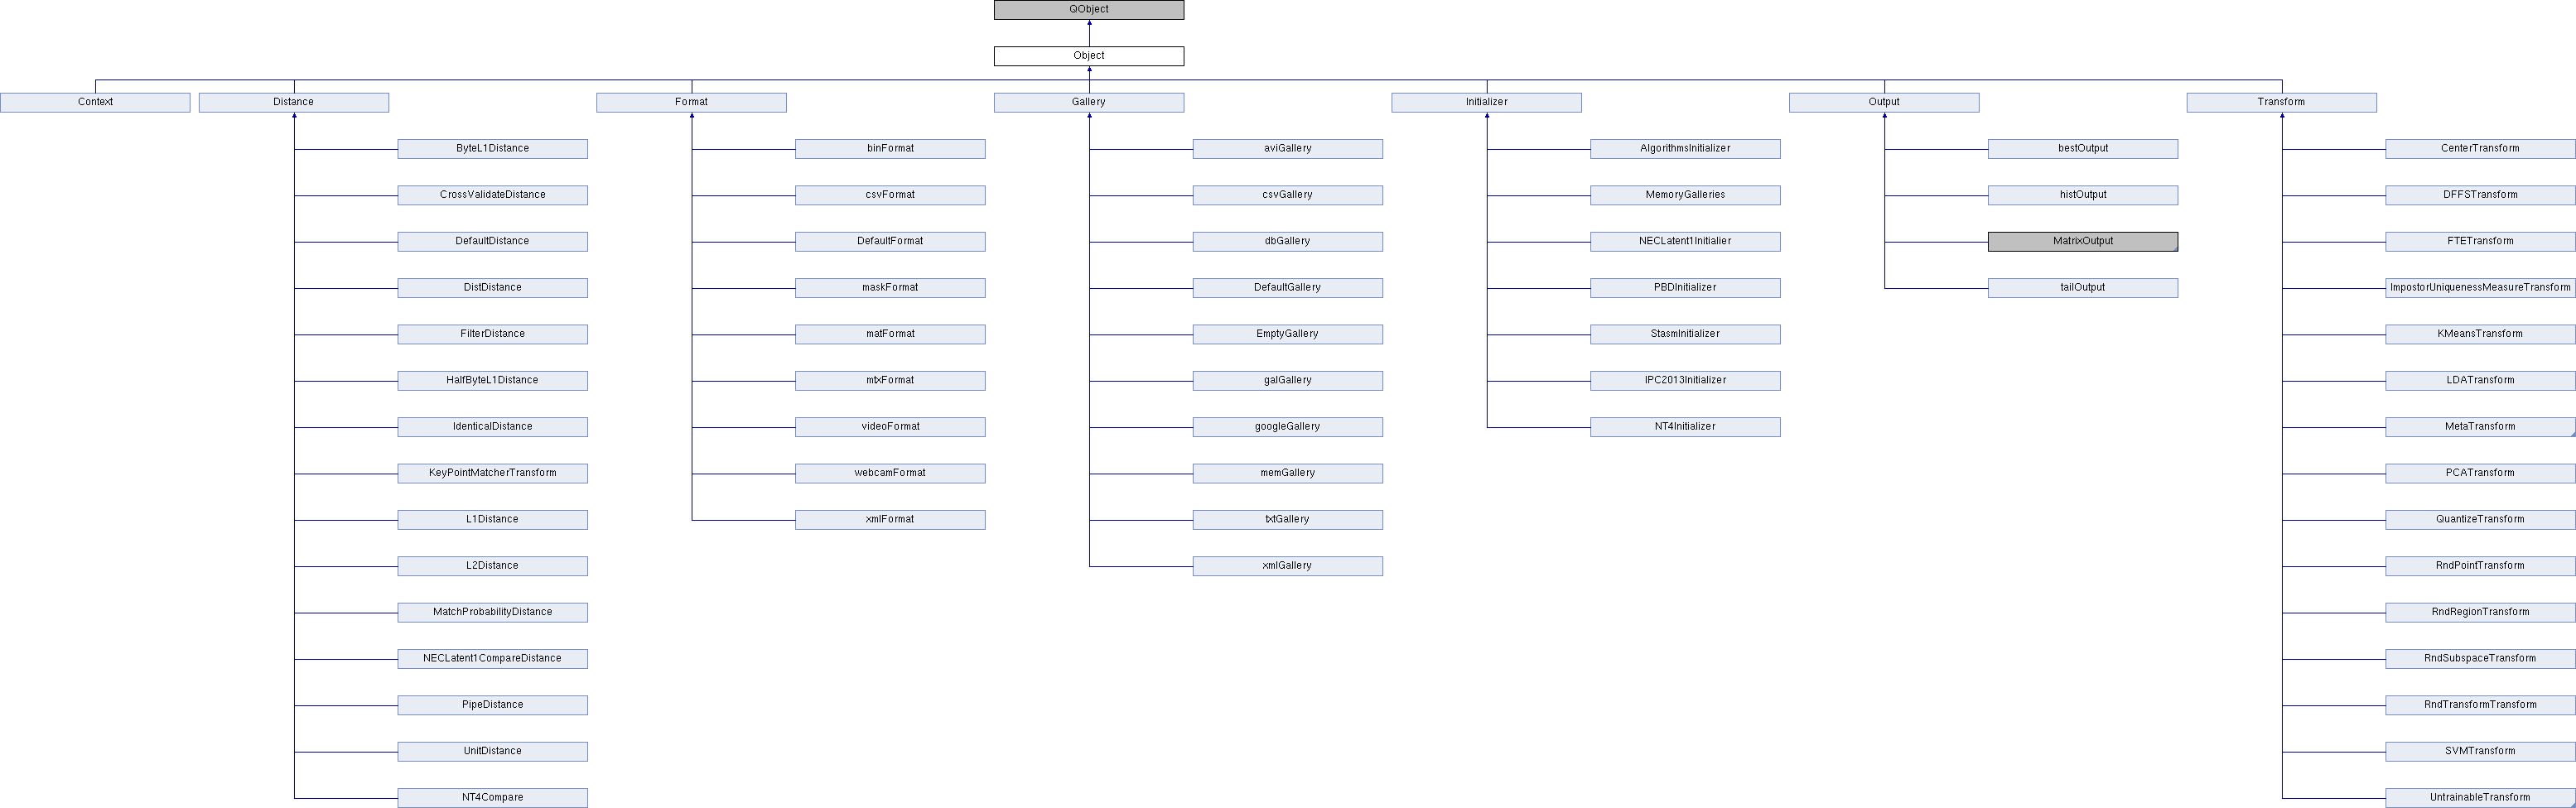 QObject
Object
Context
Distance
Format
Gallery
Initializer
Output
Transform
ByteL1Distance
binFormat
aviGallery
AlgorithmsInitializer
bestOutput
CenterTransform
CrossValidateDistance
csvFormat
csvGallery
MemoryGalleries
histOutput
DFFSTransform
DefaultDistance
DefaultFormat
dbGallery
NECLatent1Initialier
MatrixOutput
FTETransform
DistDistance
maskFormat
DefaultGallery
PBDInitializer
tailOutput
ImpostorUniquenessMeasureTransform
FilterDistance
matFormat
EmptyGallery
StasmInitializer
KMeansTransform
HalfByteL1Distance
mtxFormat
galGallery
IPC2013Initializer
LDATransform
IdenticalDistance
videoFormat
googleGallery
NT4Initializer
MetaTransform
KeyPointMatcherTransform
webcamFormat
memGallery
PCATransform
L1Distance
xmlFormat
txtGallery
QuantizeTransform
L2Distance
xmlGallery
RndPointTransform
MatchProbabilityDistance
RndRegionTransform
NECLatent1CompareDistance
RndSubspaceTransform
PipeDistance
RndTransformTransform
UnitDistance
SVMTransform
NT4Compare
UntrainableTransform